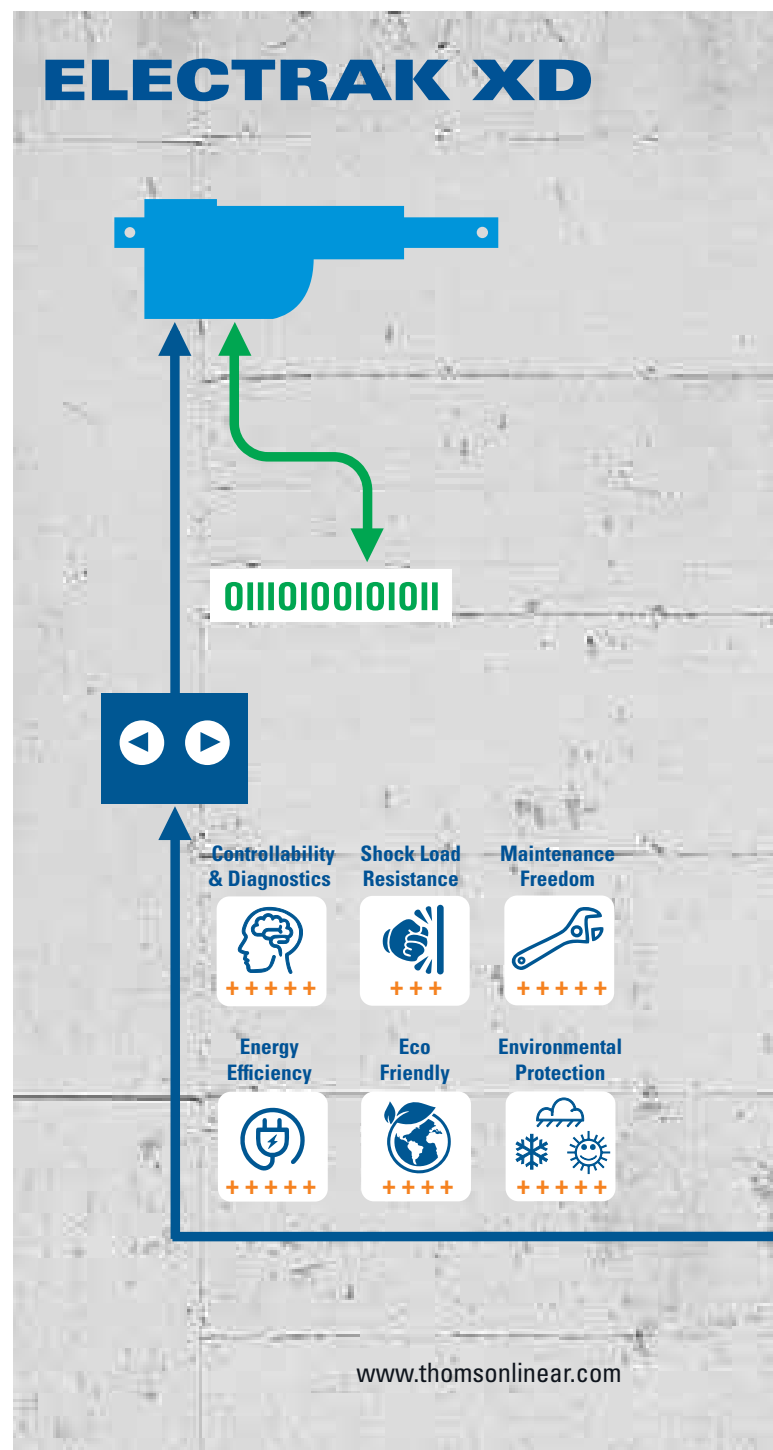 ELECTRAK XD
01110100101011
Controllability
& Diagnostics
+ + + + +
Shock Load
Resistance
+ + +
Maintenance
Freedom
+ + + + +
Energy
Efficiency
+ + + + +
Eco
Friendly
+ + + +
Environmental
Protection
+ + + + +
www.thomsonlinear.com